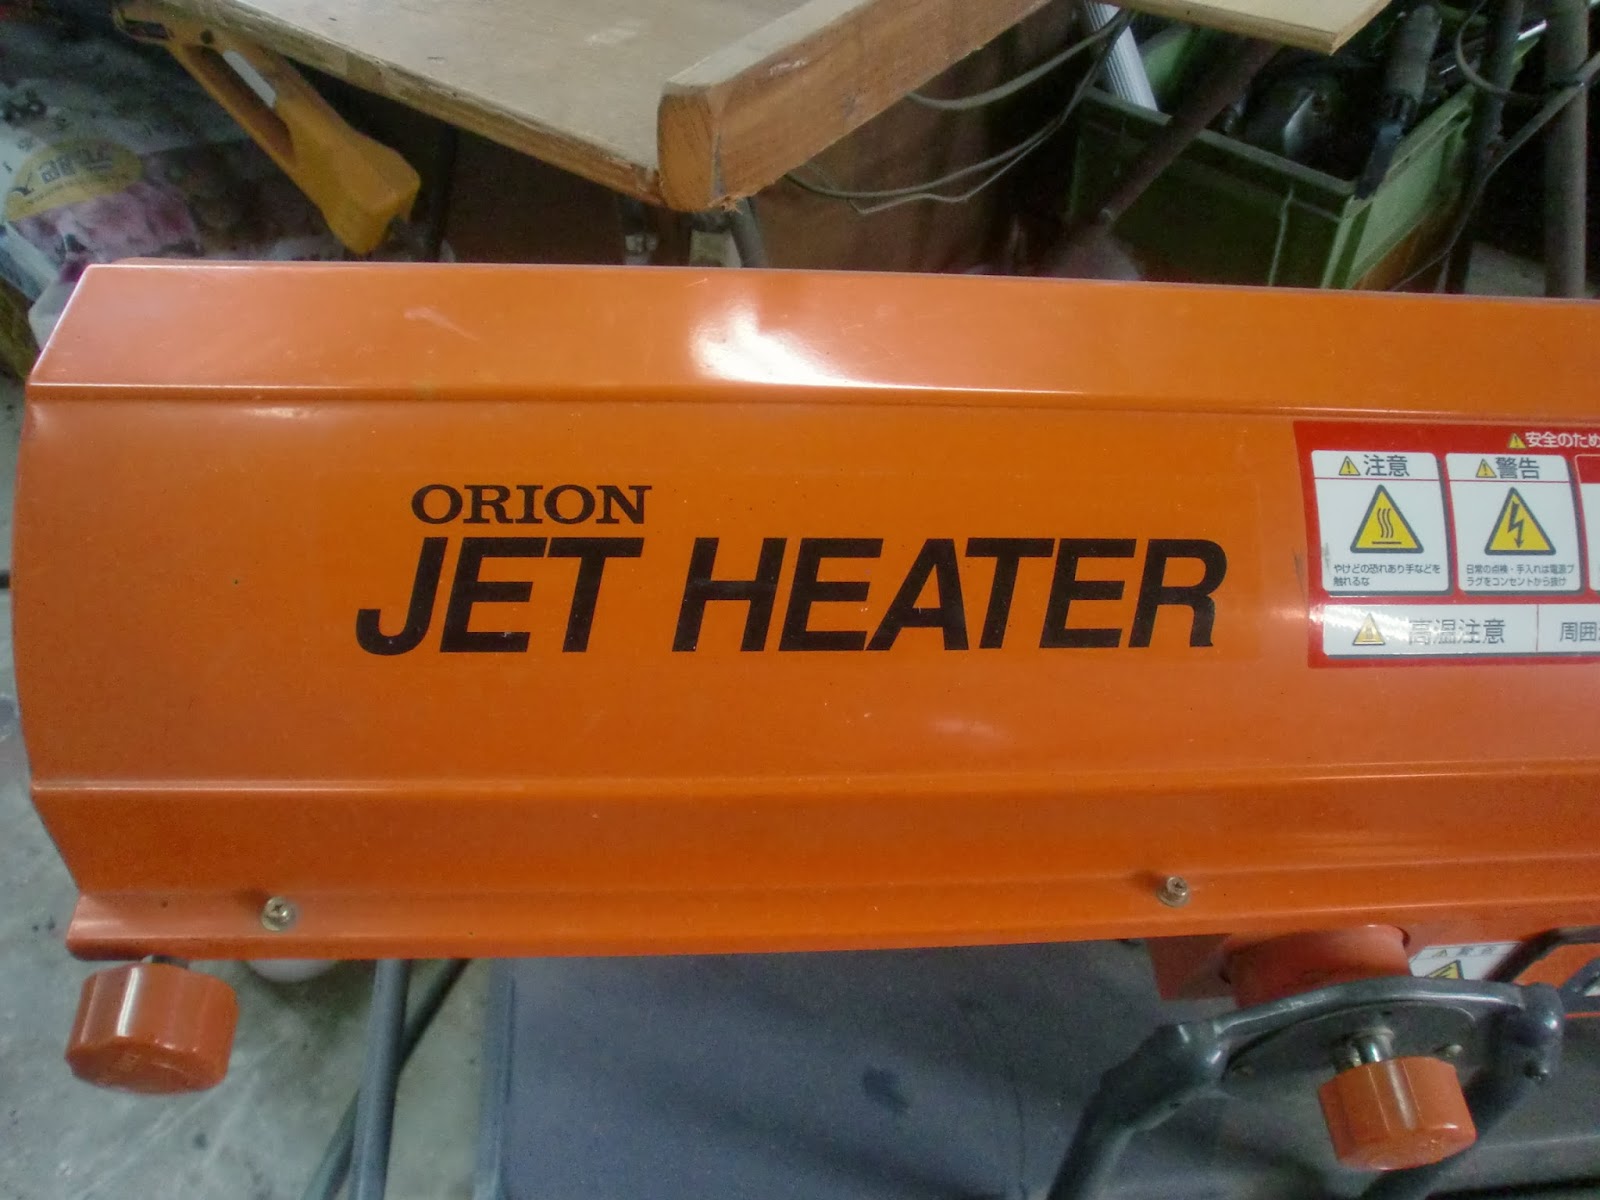 ORION
JET HEATER
安全のため
注意
警告
やけどの恐れあり手などを
触れるな
日常の点検・手入れは電源プ
ラグをコンセントから抜け
高温注意
周囲
警告